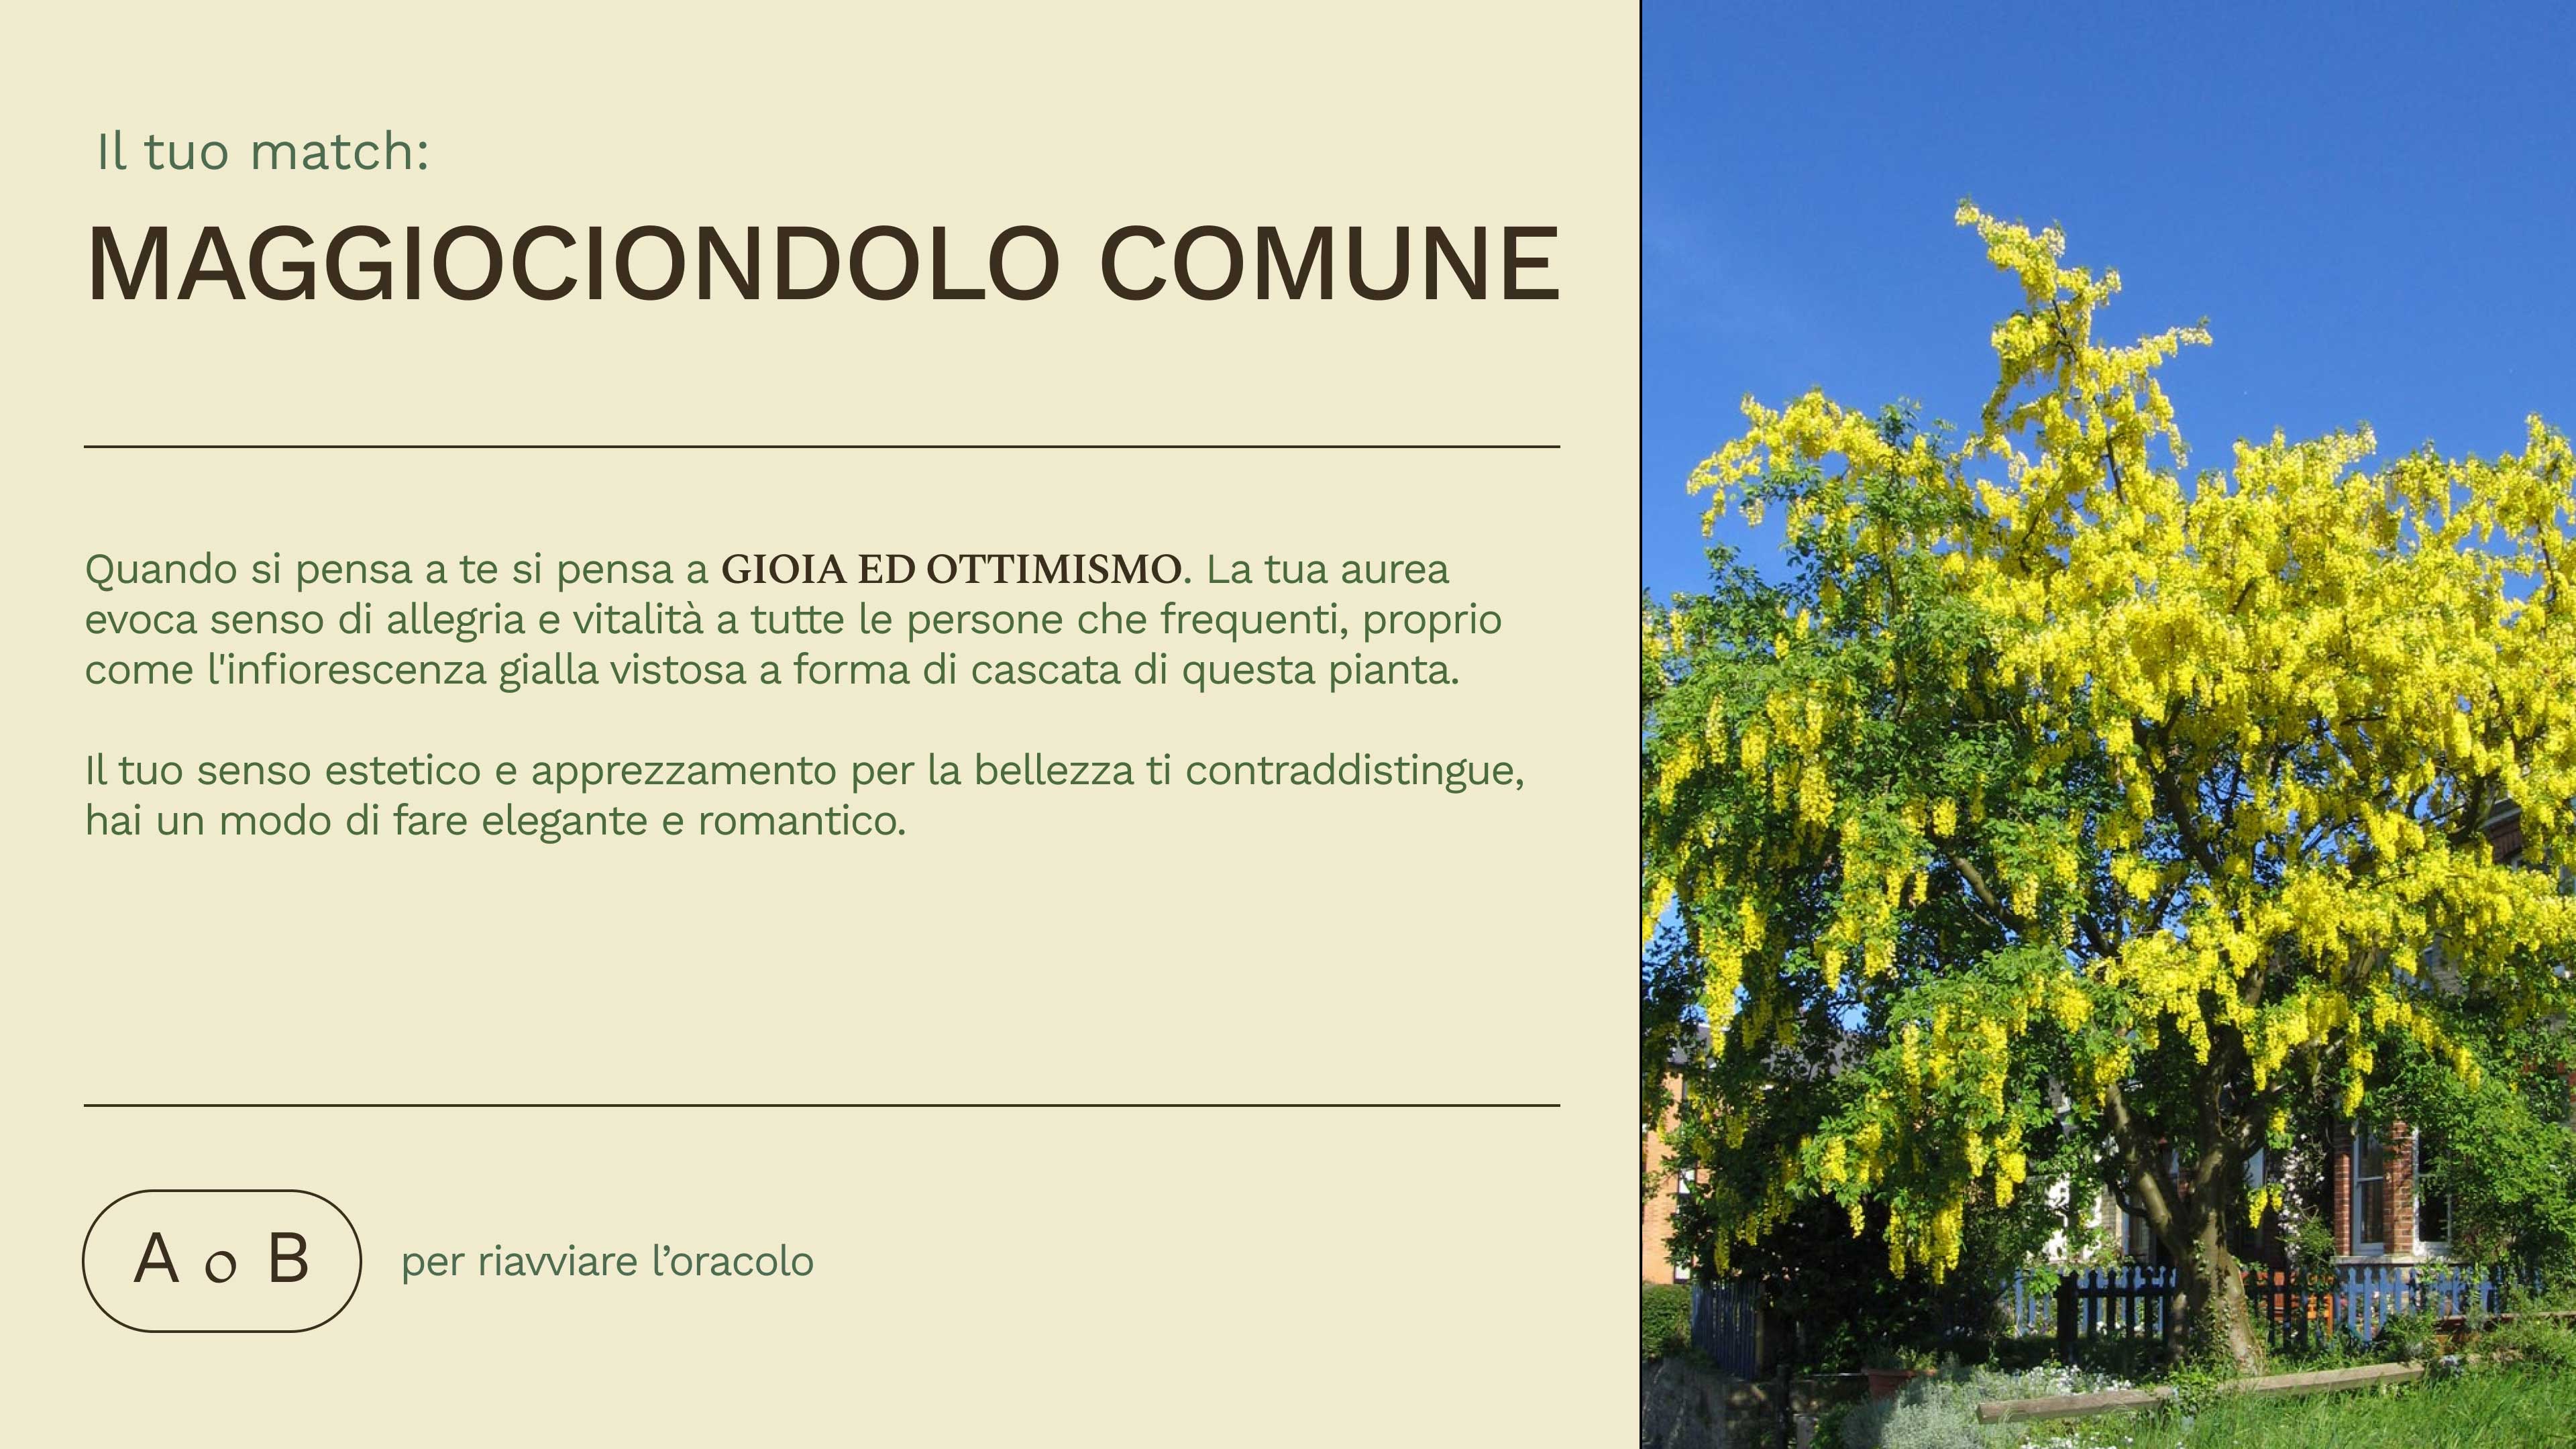 Il tuo match:
MAGGIOCIONDOLO COMUNE
Quando si pensa a te si pensa a GIOIA ED OTTIMISMO. La tua aurea
evoca senso di allegria e vitalità a tutte le persone che frequenti, proprio
come l'infiorescenza gialla vistosa a forma di cascata di questa pianta.
Il tuo senso estetico e apprezzamento per la bellezza ti contraddistingue,
hai un modo di fare elegante e romantico.
A o B
per riavviare l’oracolo